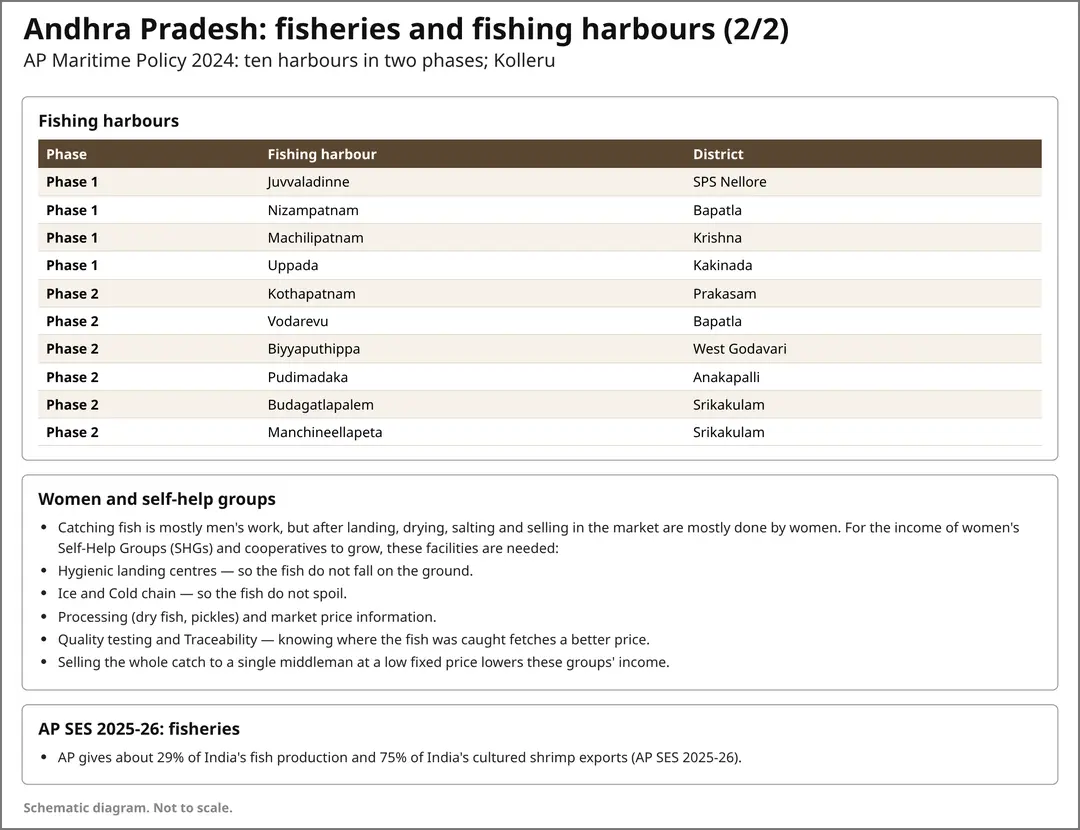 Andhra Pradesh: fisheries and fishing harbours (2/2)
AP Maritime Policy 2024: ten harbours in two phases; Kolleru
Fishing harbours
Phase Fishing harbour District
Phase 1 Juvvaladinne SPS Nellore
Phase 1 Nizampatnam Bapatla
Phase 1 Machilipatnam Krishna
Phase 1 Uppada Kakinada
Phase 2 Kothapatnam Prakasam
Phase 2 Vodarevu Bapatla
Phase 2 Biyyaputhippa West Godavari
Phase 2 Pudimadaka Anakapalli
Phase 2 Budagatlapalem Srikakulam
Phase 2 Manchineellapeta Srikakulam
Women and self-help groups
• Catching fish is mostly men's work, but after landing, drying, salting and selling in the market are mostly done by women. For the income of women's
Self-Help Groups (SHGs) and cooperatives to grow, these facilities are needed:
• Hygienic landing centres — so the fish do not fall on the ground.
• Ice and Cold chain — so the fish do not spoil.
• Processing (dry fish, pickles) and market price information.
• Quality testing and Traceability — knowing where the fish was caught fetches a better price.
• Selling the whole catch to a single middleman at a low fixed price lowers these groups' income.
AP SES 2025-26: fisheries
• AP gives about 29% of India's fish production and 75% of India's cultured shrimp exports (AP SES 2025-26).
Schematic diagram. Not to scale.